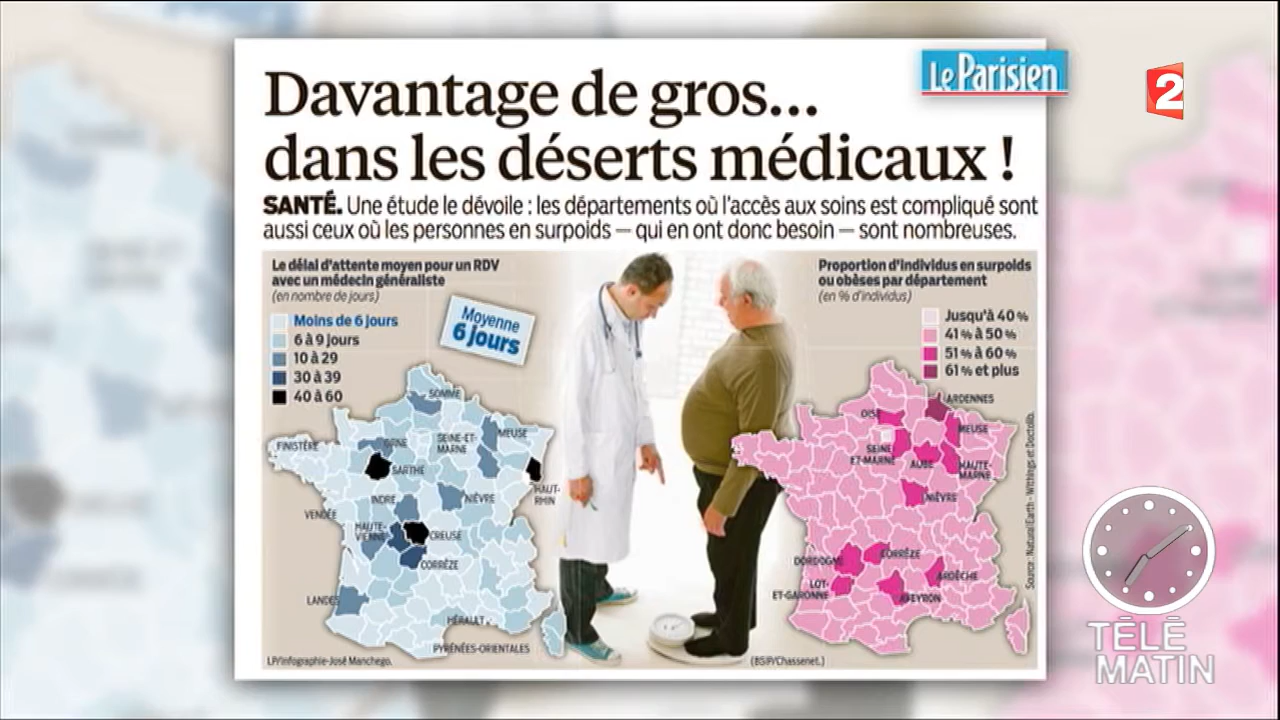 Le Parisien
2
Davantage de gros...
dans les déserts médicaux !
SANTÉ. Une étude le dévoile : les départements où l'accès aux soins est compliqué sont
aussi ceux où les personnes en surpoids — qui en ont donc besoin — sont nombreuses.
Le délai d'attente moyen pour un RDV
avec un médecin généraliste
(en nombre de jours)
Moins de 6 jours
6 à 9 jours
10 à 29
30 à 39
40 à 60
Moyenne
6 jours
SOMME
FINISTÈRE
ORNE
SEINE-ET-
MARNE
MEUSE
SARTHE
HAUT-
RHIN
INDRE
NIÈVRE
VENDÉE
HAUTE-
VIENNE
CREUSE
CORRÈZE
LANDES
HÉRAULT
PYRÉNÉES-ORIENTALES
LP/Infographie-José Manchego.
Proportion d'individus en surpoids
ou obèses par département
(en % d'individus)
Jusqu'à 40 %
41 % à 50 %
51 % à 60 %
61 % et plus
ARDENNES
OISE
MEUSE
SEINE
ET-MARNE
AUBE
HAUTE-
MARNE
NIÈVRE
DORDOGNE
CORRÈZE
LOT-
ET-GARONNE
ARDÈCHE
AVEYRON
(BSIP/Chassenet.)
Source : Natural Earth - Withings et Doctolib.
TÉLÉ
MATIN